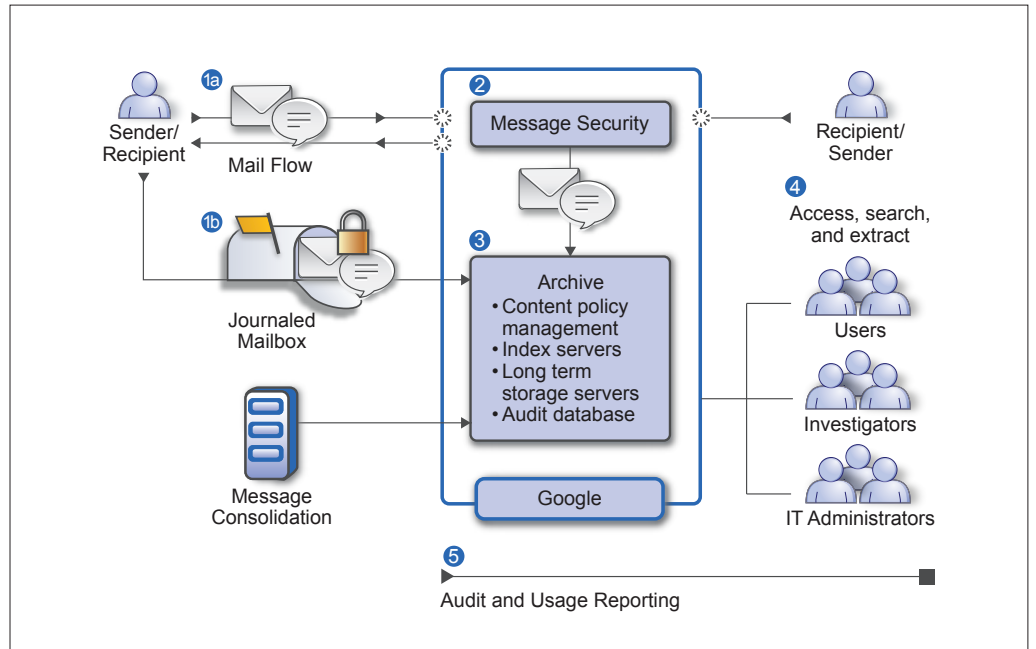 1a
Sender/
Recipient
Mail Flow
2
Message Security
Recipient/
Sender
1b
Journaled
Mailbox
3
Archive
• Content policy
management
• Index servers
• Long term
storage servers
• Audit database
4
Access, search,
and extract
Users
Investigators
IT Administrators
Message
Consolidation
Google
5
Audit and Usage Reporting